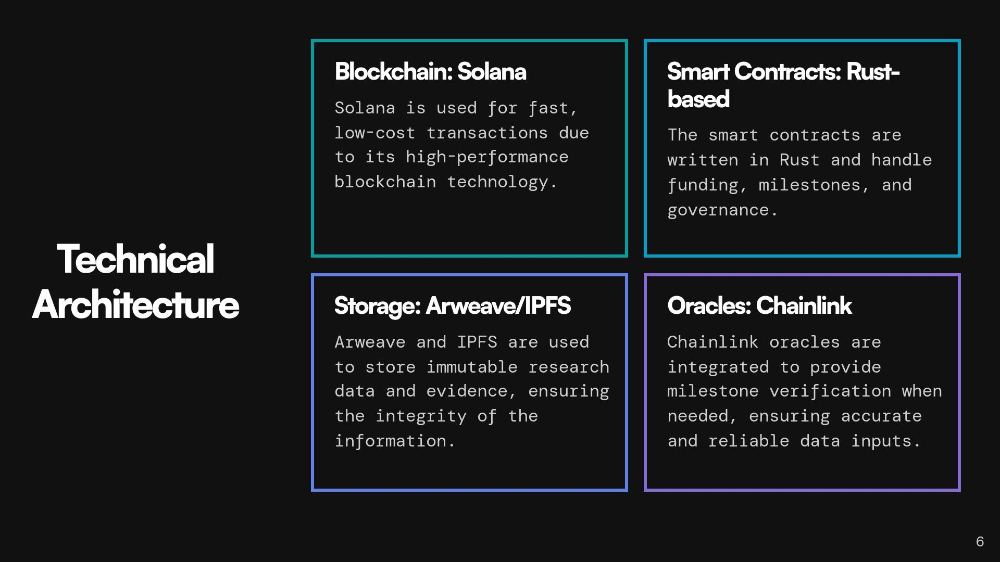 Technical
Architecture
Blockchain: Solana
Solana is used for fast,
low-cost transactions due
to its high-performance
blockchain technology.
Smart Contracts: Rust-
based
The smart contracts are
written in Rust and handle
funding, milestones, and
governance.
Storage: Arweave/IPFS
Arweave and IPFS are used
to store immutable research
data and evidence, ensuring
the integrity of the
information.
Oracles: Chainlink
Chainlink oracles are
integrated to provide
milestone verification when
needed, ensuring accurate
and reliable data inputs.
6